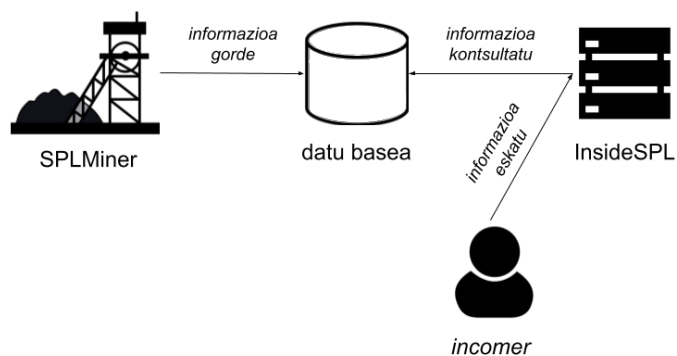 informazioa
gorde
informazioa
kontsultatu
SPLMiner
datu basea
InsideSPL
informazioa
eskatu
incomer